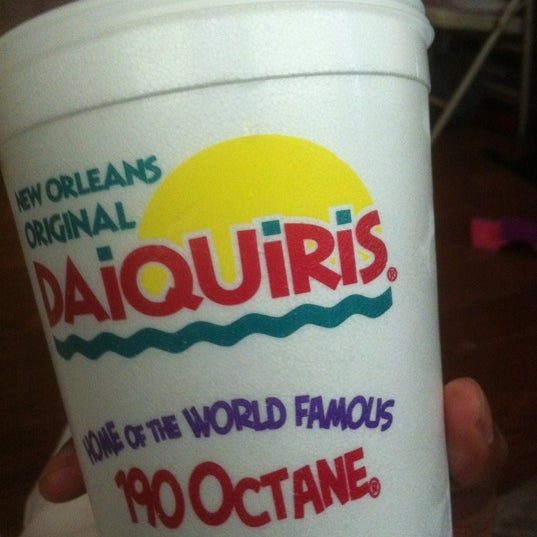 NEW ORLEANS
ORIGINAL
DAiQUiRiS®
HOME OF THE WORLD FAMOUS
190 OCTANE®